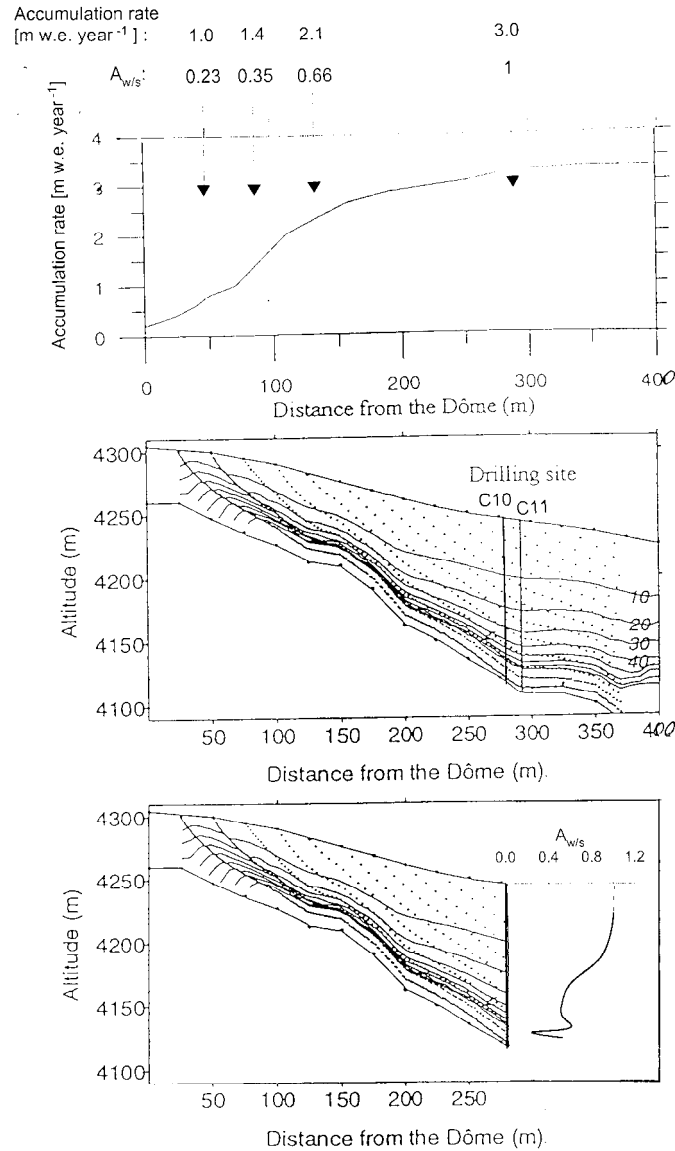 Accumulation rate
[m w.e. year⁻¹] : 1.0 1.4 2.1 3.0
A_w/s: 0.23 0.35 0.66 1
Accumulation rate [m w.e. year⁻¹]
4
3
2
1
0
0 100 200 300 400
Distance from the Dôme (m)
Altitude (m)
4300
4250
4200
4150
4100
Drilling site
C10 C11
10
20
30
40
50 100 150 200 250 300 350 400
Distance from the Dôme (m).
Altitude (m)
4300
4250
4200
4150
4100
A_w/s
0.0 0.4 0.8 1.2
50 100 150 200 250
Distance from the Dôme (m).